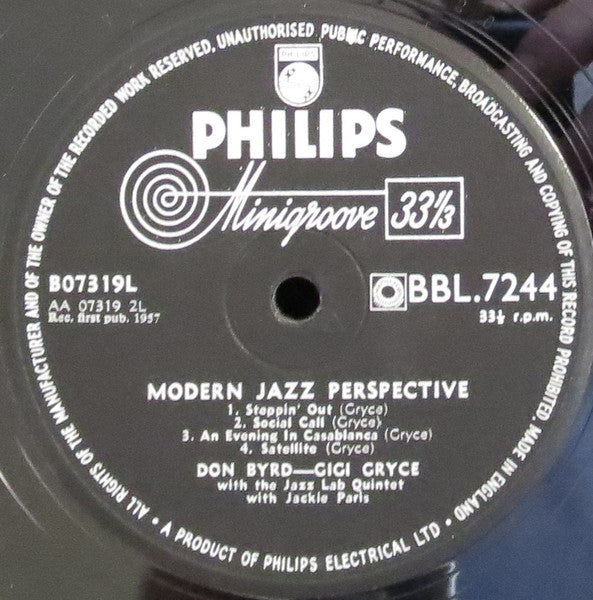 ALL RIGHTS OF THE MANUFACTURER AND OF THE OWNER OF THE RECORDED WORK RESERVED, UNAUTHORISED PUBLIC PERFORMANCE, BROADCASTING AND COPYING OF THIS RECORD PROHIBITED. MADE IN ENGLAND
PHILIPS
PHILIPS
Minigroove 33⅓
B07319L
AA 07319 2L
Rec. first pub. 1957
BBL.7244
33⅓ r.p.m.
MODERN JAZZ PERSPECTIVE
1. Steppin' Out (Gryce)
2. Social Call (Gryce)
3. An Evening In Casablanca (Gryce)
4. Satellite (Gryce)
DON BYRD—GIGI GRYCE
with the Jazz Lab Quintet
with Jackie Paris
• A PRODUCT OF PHILIPS ELECTRICAL LTD •